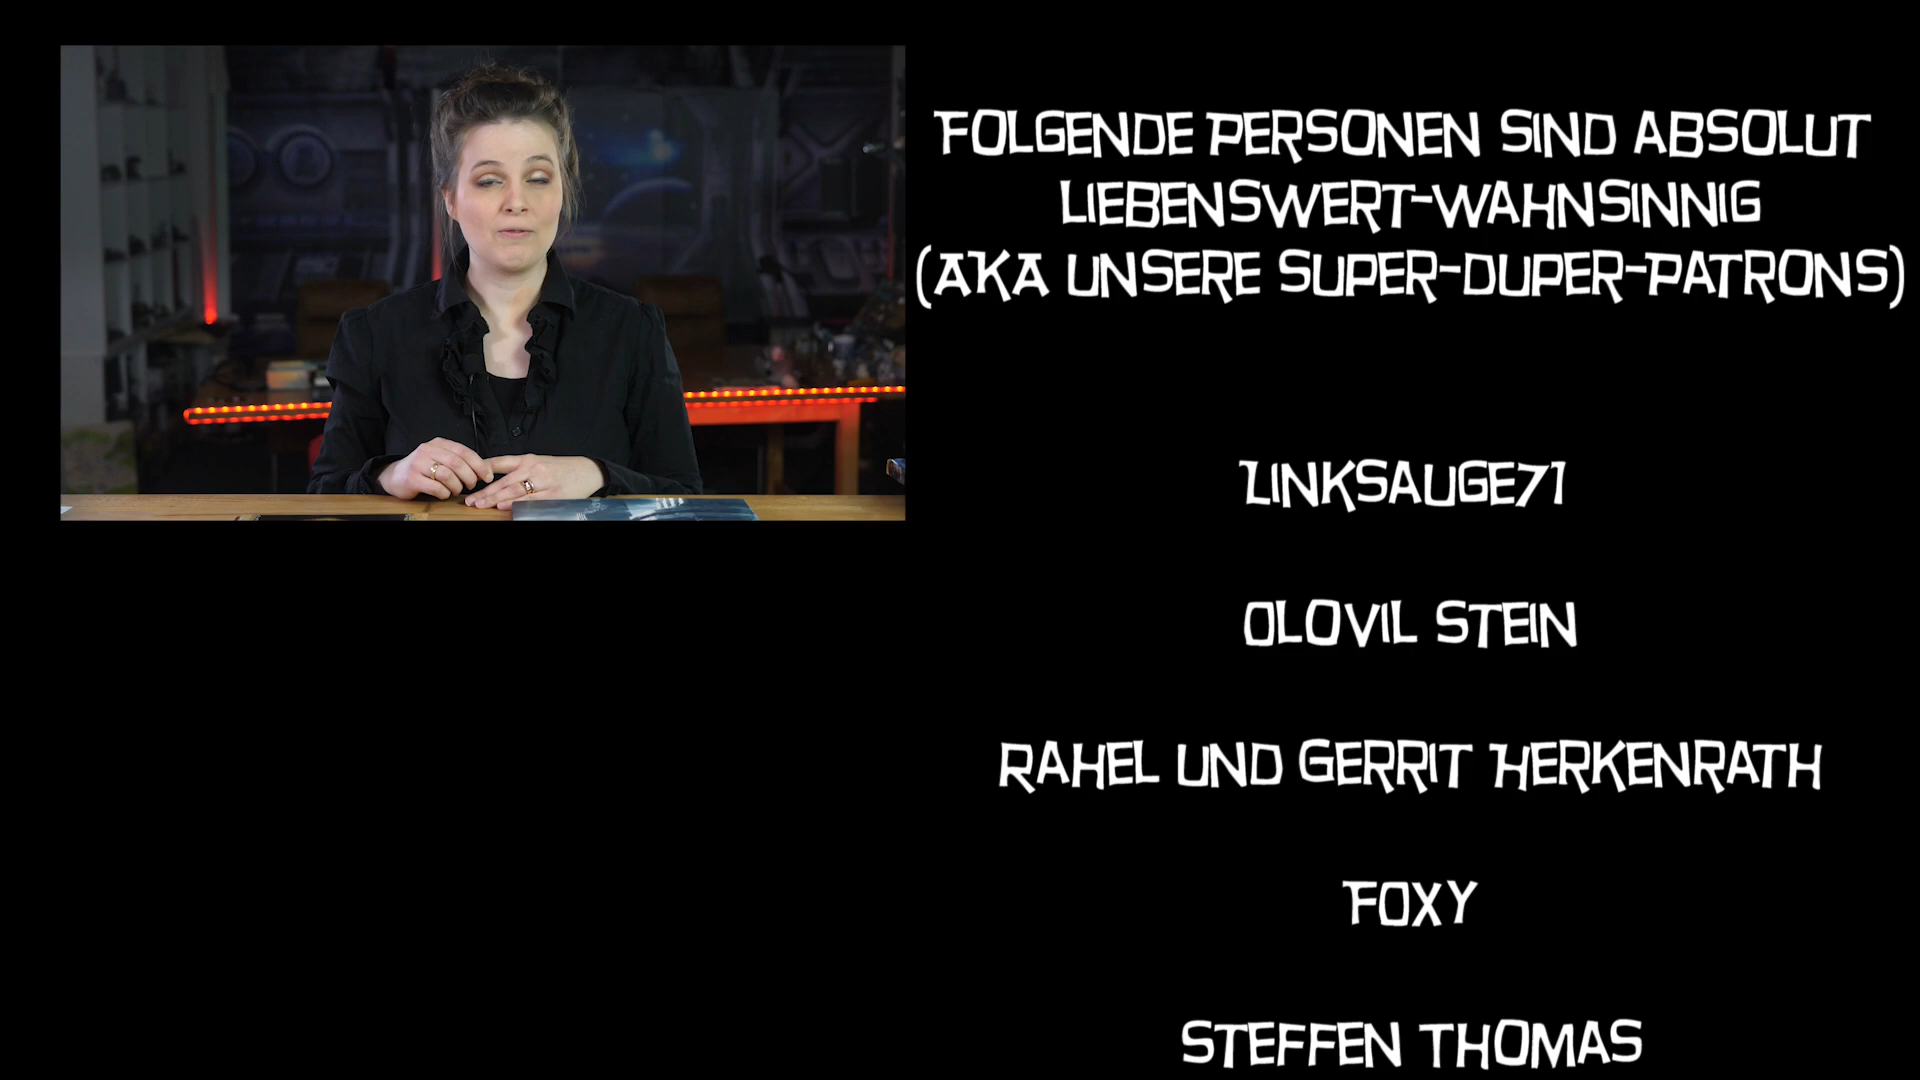 FOLGENDE PERSONEN SIND ABSOLUT
LIEBENSWERT-WAHNSINNIG
(AKA UNSERE SUPER-DUPER-PATRONS)
LINKSAUGE71
OLOVIL STEIN
RAHEL UND GERRIT HERKENRATH
FOXY
STEFFEN THOMAS